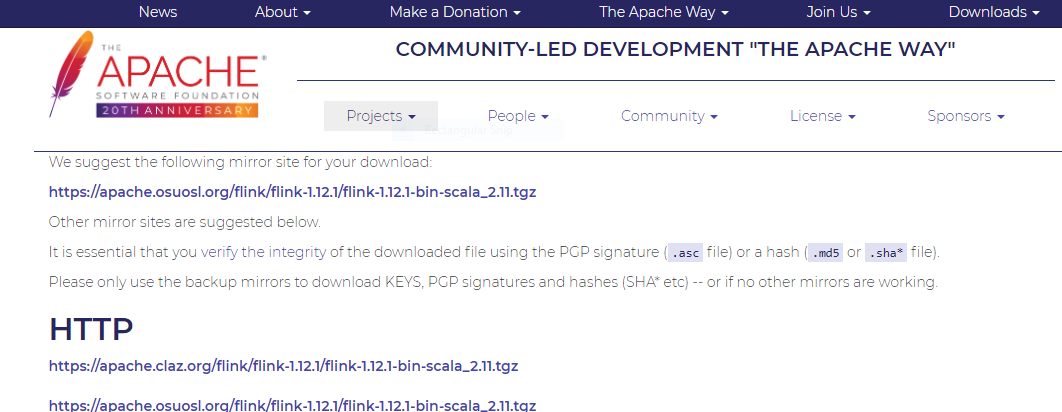 News About Make a Donation The Apache Way Join Us Downloads
THE
APACHE®
SOFTWARE FOUNDATION
20TH ANNIVERSARY
COMMUNITY-LED DEVELOPMENT "THE APACHE WAY"
Projects People Community License Sponsors
Rectangular Snip
We suggest the following mirror site for your download:
https://apache.osuosl.org/flink/flink-1.12.1/flink-1.12.1-bin-scala_2.11.tgz
Other mirror sites are suggested below.
It is essential that you verify the integrity of the downloaded file using the PGP signature (.asc file) or a hash (.md5 or .sha* file).
Please only use the backup mirrors to download KEYS, PGP signatures and hashes (SHA* etc) -- or if no other mirrors are working.
HTTP
https://apache.claz.org/flink/flink-1.12.1/flink-1.12.1-bin-scala_2.11.tgz
https://apache.osuosl.org/flink/flink-1.12.1/flink-1.12.1-bin-scala_2.11.tgz